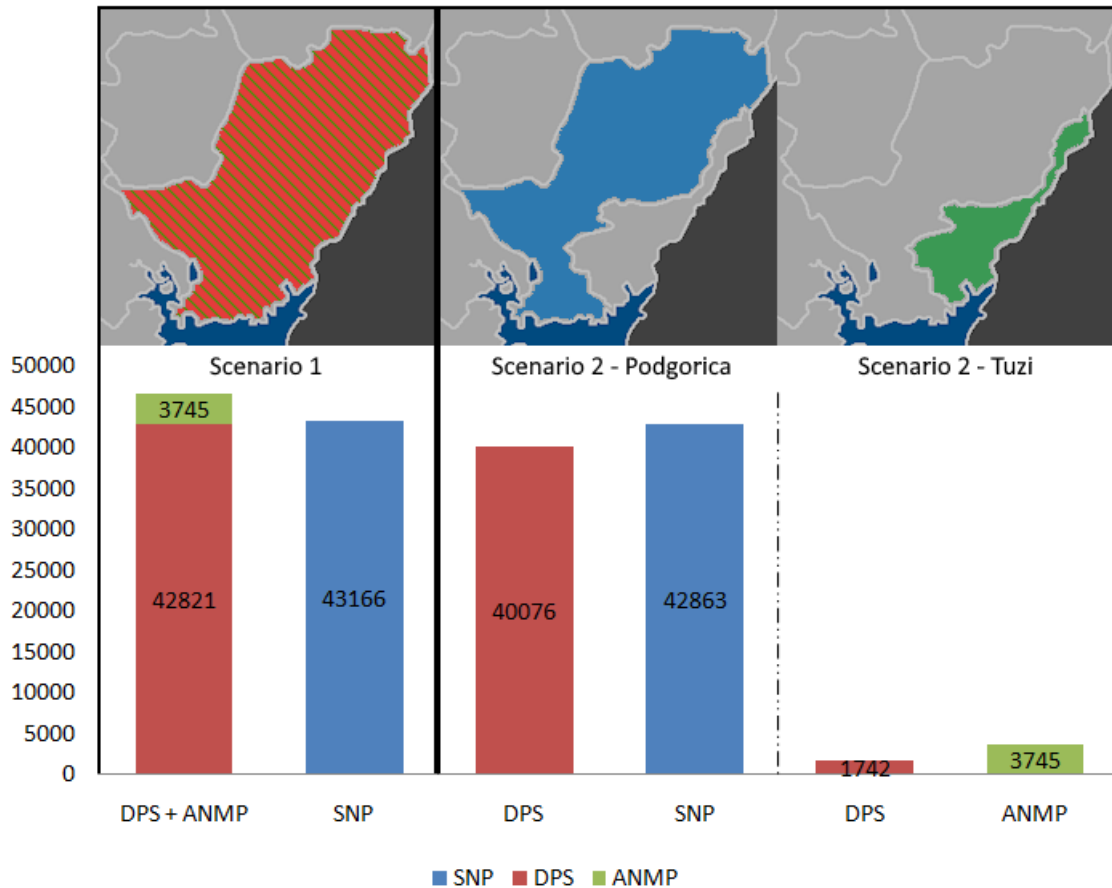 Scenario 1
Scenario 2 - Podgorica
Scenario 2 - Tuzi
50000
45000
40000
35000
30000
25000
20000
15000
10000
5000
0
3745
42821
43166
40076
42863
1742
3745
DPS + ANMP
SNP
DPS
SNP
DPS
ANMP
SNP
DPS
ANMP